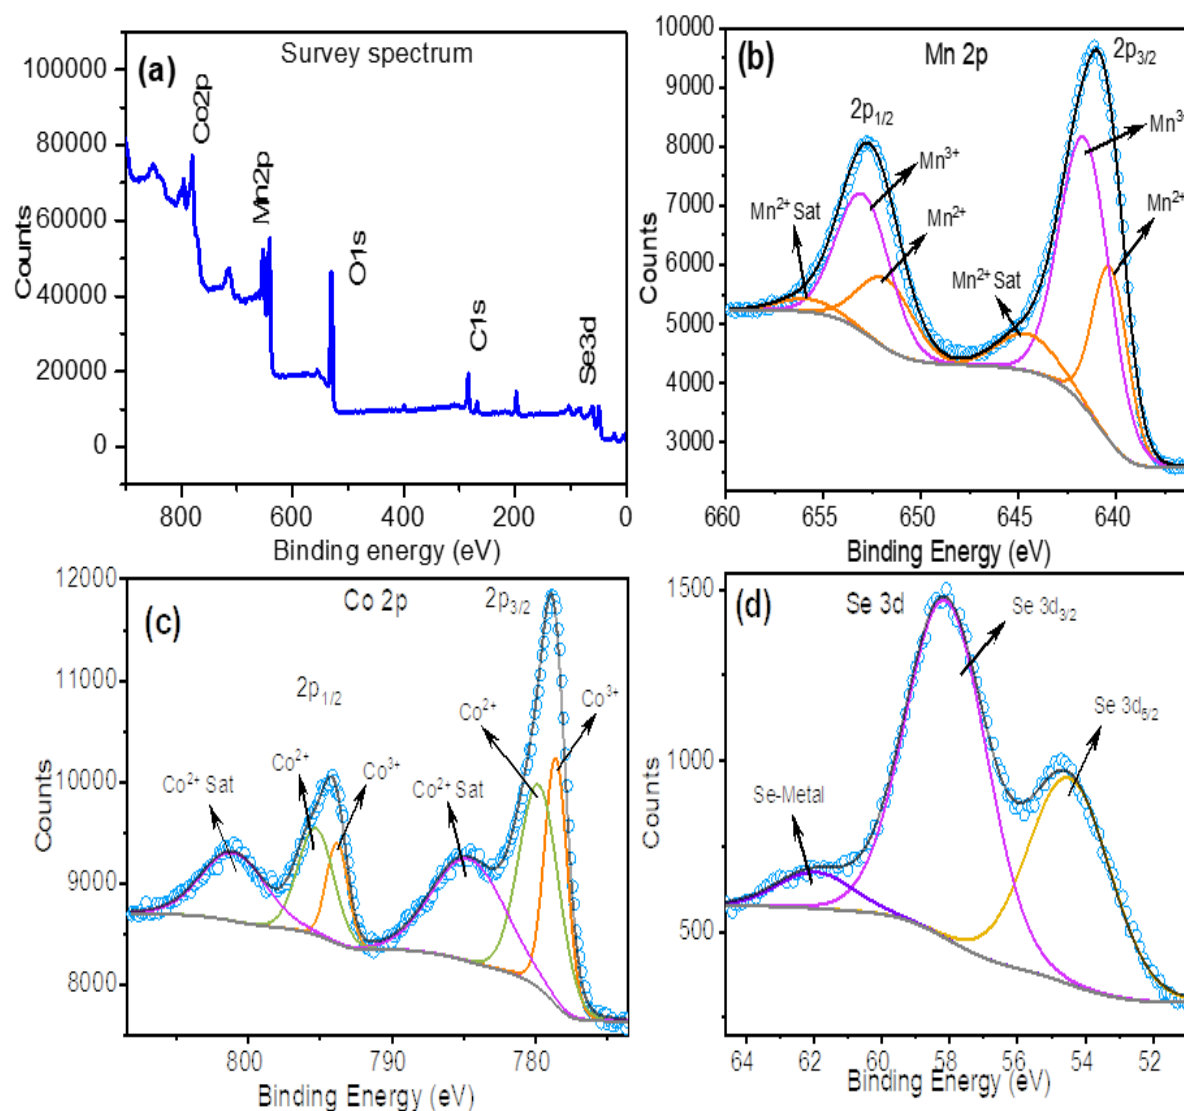 (a)
Survey spectrum
Co2p
Mn2p
O1s
C1s
Se3d
Counts
100000
80000
60000
40000
20000
0
800
600
400
200
0
Binding energy (eV)
(b)
Mn 2p
2p3/2
2p1/2
Mn3+
Mn3+
Mn2+ Sat
Mn2+
Mn2+
Mn2+ Sat
Counts
10000
9000
8000
7000
6000
5000
4000
3000
660
655
650
645
640
Binding Energy (eV)
(c)
Co 2p
2p3/2
2p1/2
Co2+
Co3+
Co2+ Sat
Co2+
Co3+
Co2+ Sat
Counts
12000
11000
10000
9000
8000
800
790
780
Binding Energy (eV)
(d)
Se 3d
Se 3d3/2
Se 3d5/2
Se-Metal
Counts
1500
1000
500
64
62
60
58
56
54
52
Binding Energy (eV)